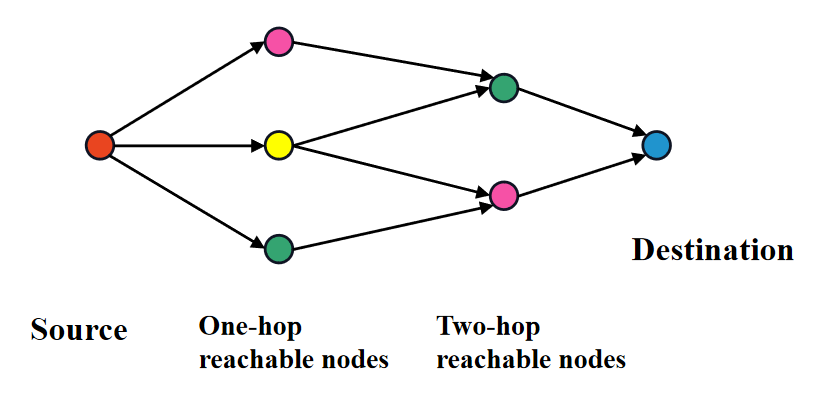 Destination
Source
One-hop
reachable nodes
Two-hop
reachable nodes